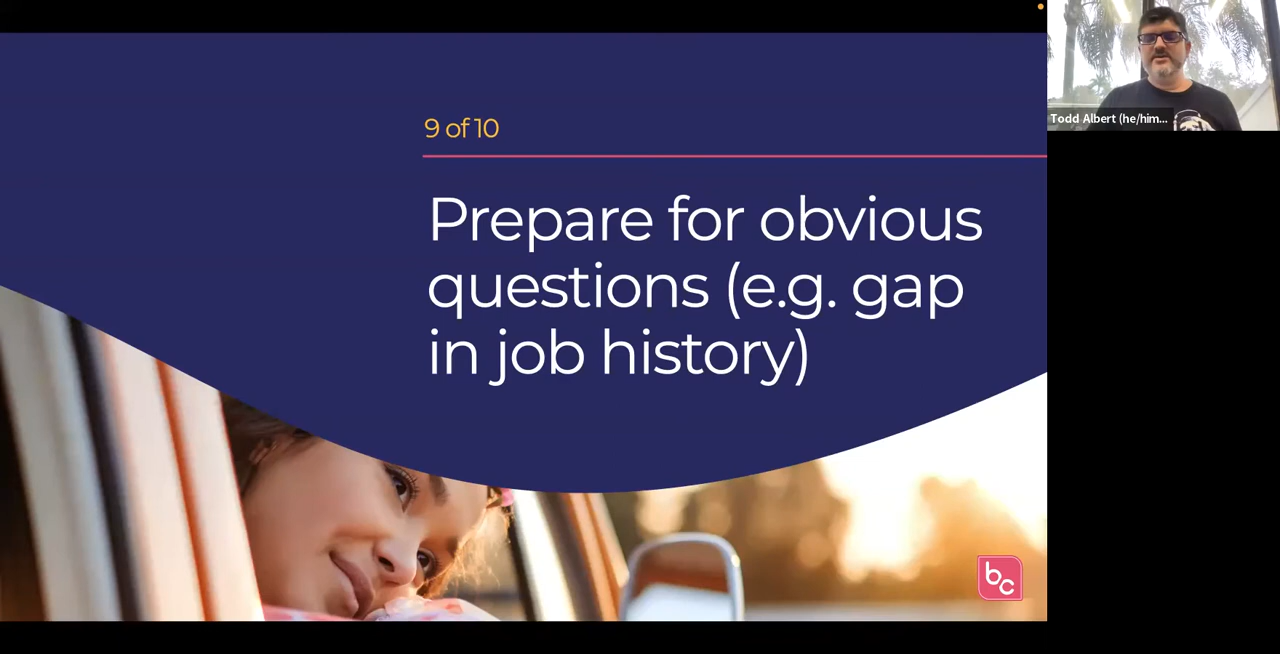 9 of 10
Prepare for obvious
questions (e.g. gap
in job history)
bc
Todd Albert (he/him...